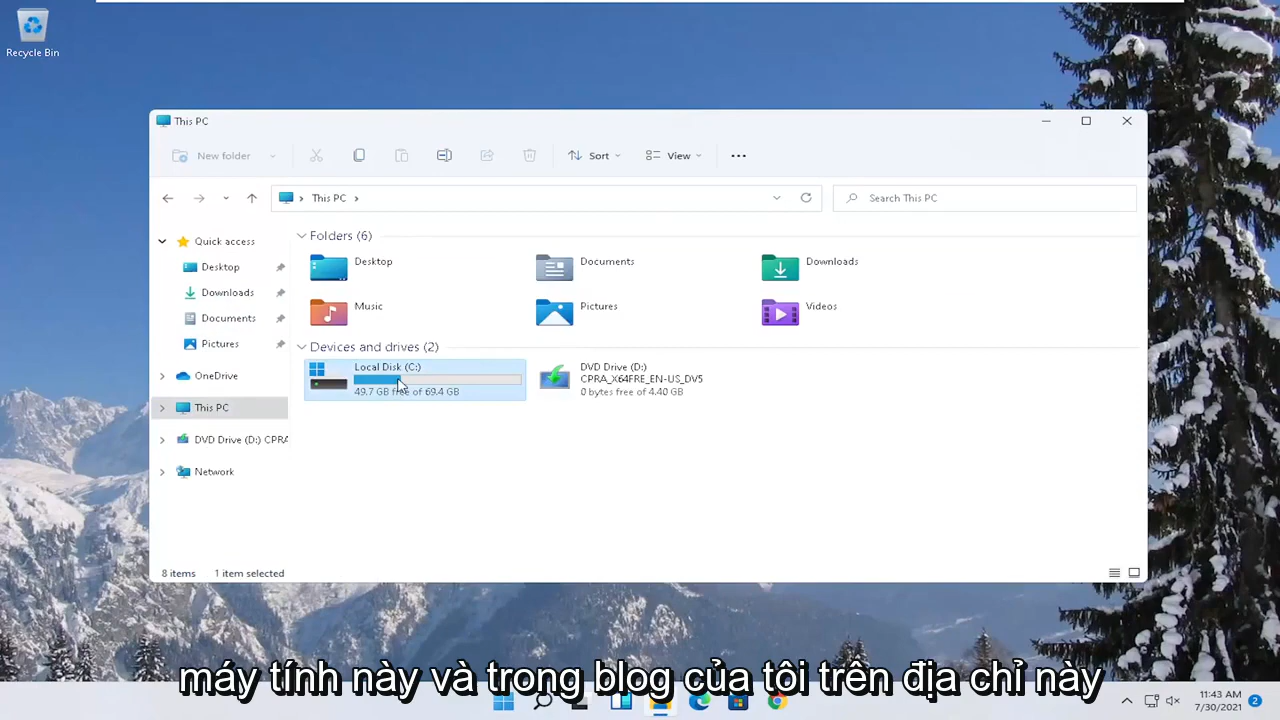 Recycle Bin
This PC
New folder
Sort
View
This PC
Search This PC
Quick access
Desktop
Downloads
Documents
Pictures
OneDrive
This PC
DVD Drive (D:) CPRA
Network
Folders (6)
Desktop
Documents
Downloads
Music
Pictures
Videos
Devices and drives (2)
Local Disk (C:)
49.7 GB free of 69.4 GB
DVD Drive (D:)
CPRA_X64FRE_EN-US_DV5
0 bytes free of 4.40 GB
8 items
1 item selected
máy tính này và trong blog của tôi trên địa chỉ này
11:43 AM
7/30/2021
2